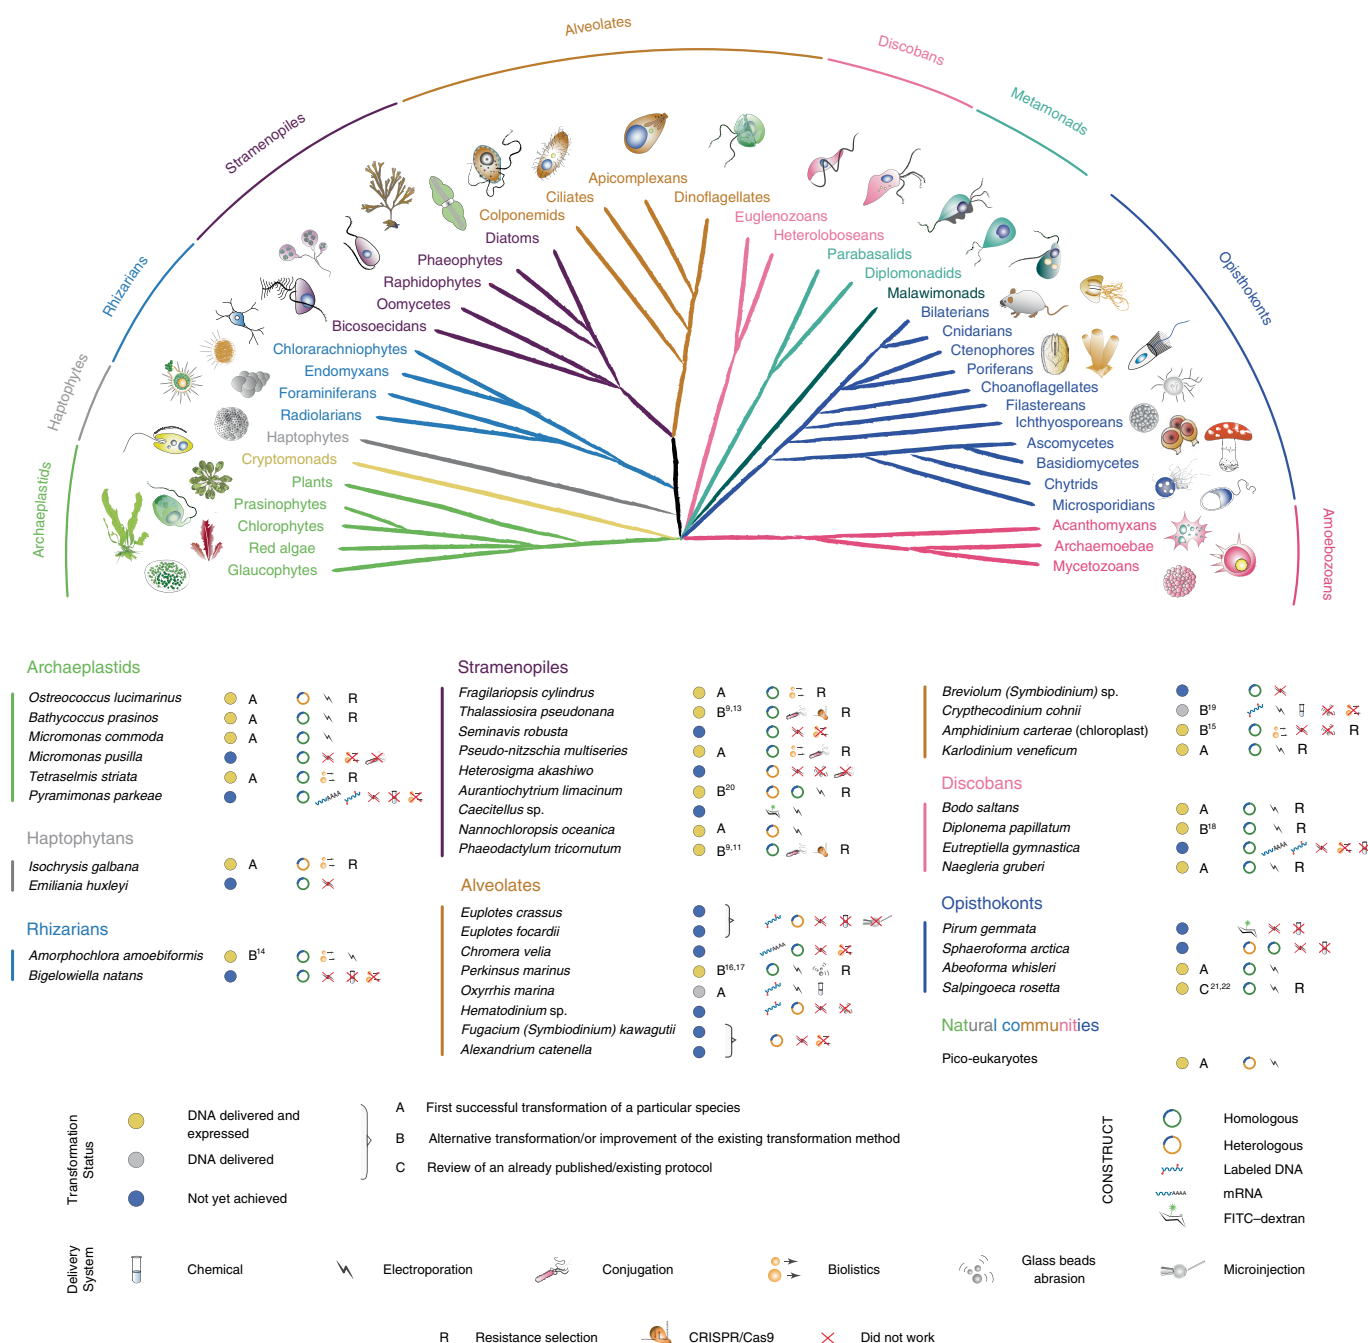 Alveolates
Discobans
Metamonads
Stramenopiles
Rhizarians
Haptophytes
Archaeplastids
Opisthokonts
Amoebozoans
Apicomplexans
Ciliates
Dinoflagellates
Colponemids
Euglenozoans
Diatoms
Heteroloboseans
Phaeophytes
Parabasalids
Raphidophytes
Diplomonadids
Oomycetes
Malawimonads
Bicosoecidans
Bilaterians
Chlorarachniophytes
Cnidarians
Endomyxans
Ctenophores
Foraminiferans
Poriferans
Radiolarians
Choanoflagellates
Haptophytes
Filastereans
Cryptomonads
Ichthyosporeans
Plants
Ascomycetes
Prasinophytes
Basidiomycetes
Chlorophytes
Chytrids
Red algae
Microsporidians
Glaucophytes
Acanthomyxans
Archaemoebae
Mycetozoans
Archaeplastids
Ostreococcus lucimarinus A R
Bathycoccus prasinos A R
Micromonas commoda A
Micromonas pusilla
Tetraselmis striata A R
Pyramimonas parkeae AAAA
Haptophytans
Isochrysis galbana A R
Emiliania huxleyi
Rhizarians
Amorphochlora amoebiformis B14
Bigelowiella natans
Stramenopiles
Fragilariopsis cylindrus A R
Thalassiosira pseudonana B9,13 R
Seminavis robusta
Pseudo-nitzschia multiseries A R
Heterosigma akashiwo
Aurantiochytrium limacinum B20 R
Caecitellus sp.
Nannochloropsis oceanica A
Phaeodactylum tricornutum B9,11 R
Alveolates
Euplotes crassus
Euplotes focardii
Chromera velia AAAA
Perkinsus marinus B16,17 R
Oxyrrhis marina A
Hematodinium sp.
Fugacium (Symbiodinium) kawagutii
Alexandrium catenella
Breviolum (Symbiodinium) sp.
Crypthecodinium cohnii B19
Amphidinium carterae (chloroplast) B15 R
Karlodinium veneficum A R
Discobans
Bodo saltans A R
Diplonema papillatum B18 R
Eutreptiella gymnastica AAAA
Naegleria gruberi A R
Opisthokonts
Pirum gemmata
Sphaeroforma arctica
Abeoforma whisleri A
Salpingoeca rosetta C21,22 R
Natural communities
Pico-eukaryotes A
Transformation
Status
DNA delivered and
expressed
DNA delivered
Not yet achieved
A First successful transformation of a particular species
B Alternative transformation/or improvement of the existing transformation method
C Review of an already published/existing protocol
CONSTRUCT
Homologous
Heterologous
Labeled DNA
AAAA mRNA
FITC–dextran
Delivery
System
Chemical
Electroporation
Conjugation
Biolistics
Glass beads
abrasion
Microinjection
R Resistance selection
CRISPR/Cas9
Did not work